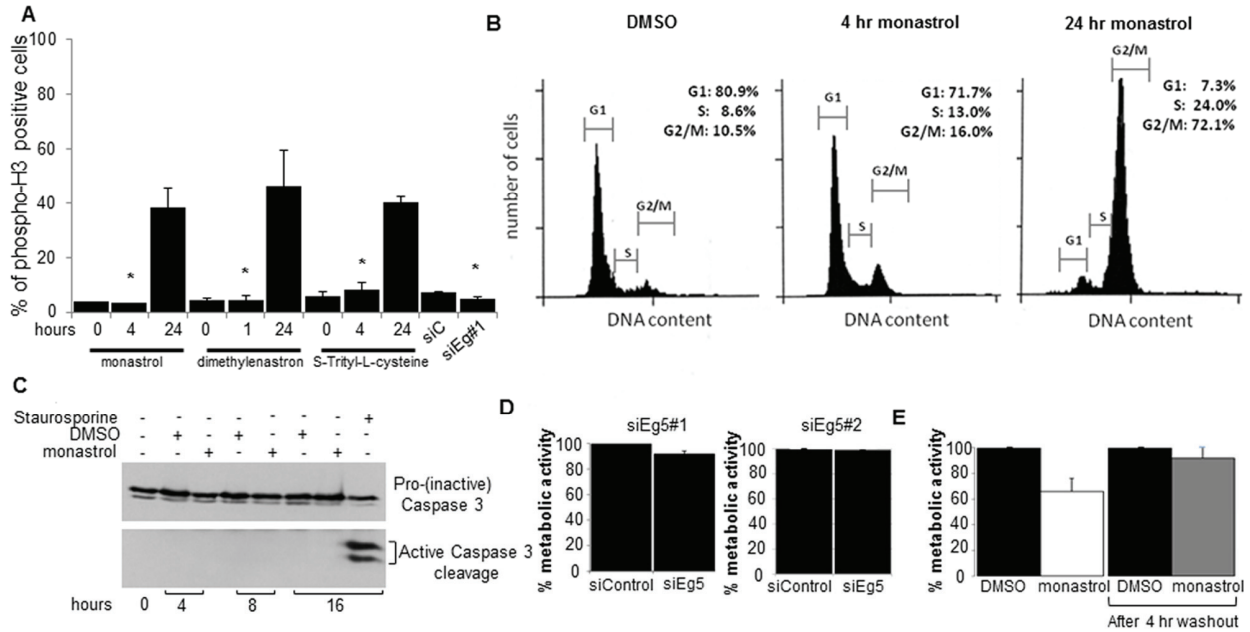 A
% of phospho-H3 positive cells
100
80
60
40
20
0
* * * *
hours 0 4 24 0 1 24 0 4 24 siC siEg#1
monastrol dimethylenastron S-Trityl-L-cysteine
B
DMSO 4 hr monastrol 24 hr monastrol
number of cells
G1: 80.9%
S: 8.6%
G2/M: 10.5%
G1
S
G2/M
DNA content
G1: 71.7%
S: 13.0%
G2/M: 16.0%
G1
S
G2/M
DNA content
G1: 7.3%
S: 24.0%
G2/M: 72.1%
G1
S
G2/M
DNA content
C
Staurosporine - - - - - - - +
DMSO - + - + - + - -
monastrol - - + - + - + -
Pro-(inactive)
Caspase 3
Active Caspase 3
cleavage
hours 0 4 8 16
D
siEg5#1
% metabolic activity
100
80
60
40
20
0
siControl siEg5
siEg5#2
% metabolic activity
100
80
60
40
20
0
siControl siEg5
E
% metabolic activity
100
80
60
40
20
0
DMSO monastrol DMSO monastrol
After 4 hr washout